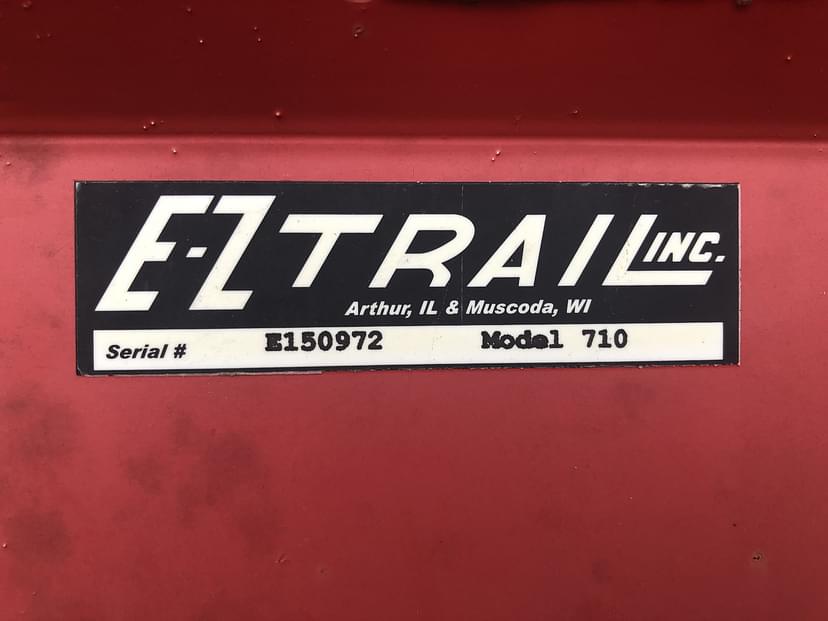 E-Z TRAIL INC.
Arthur, IL & Muscoda, WI
Serial # E150972 Model 710